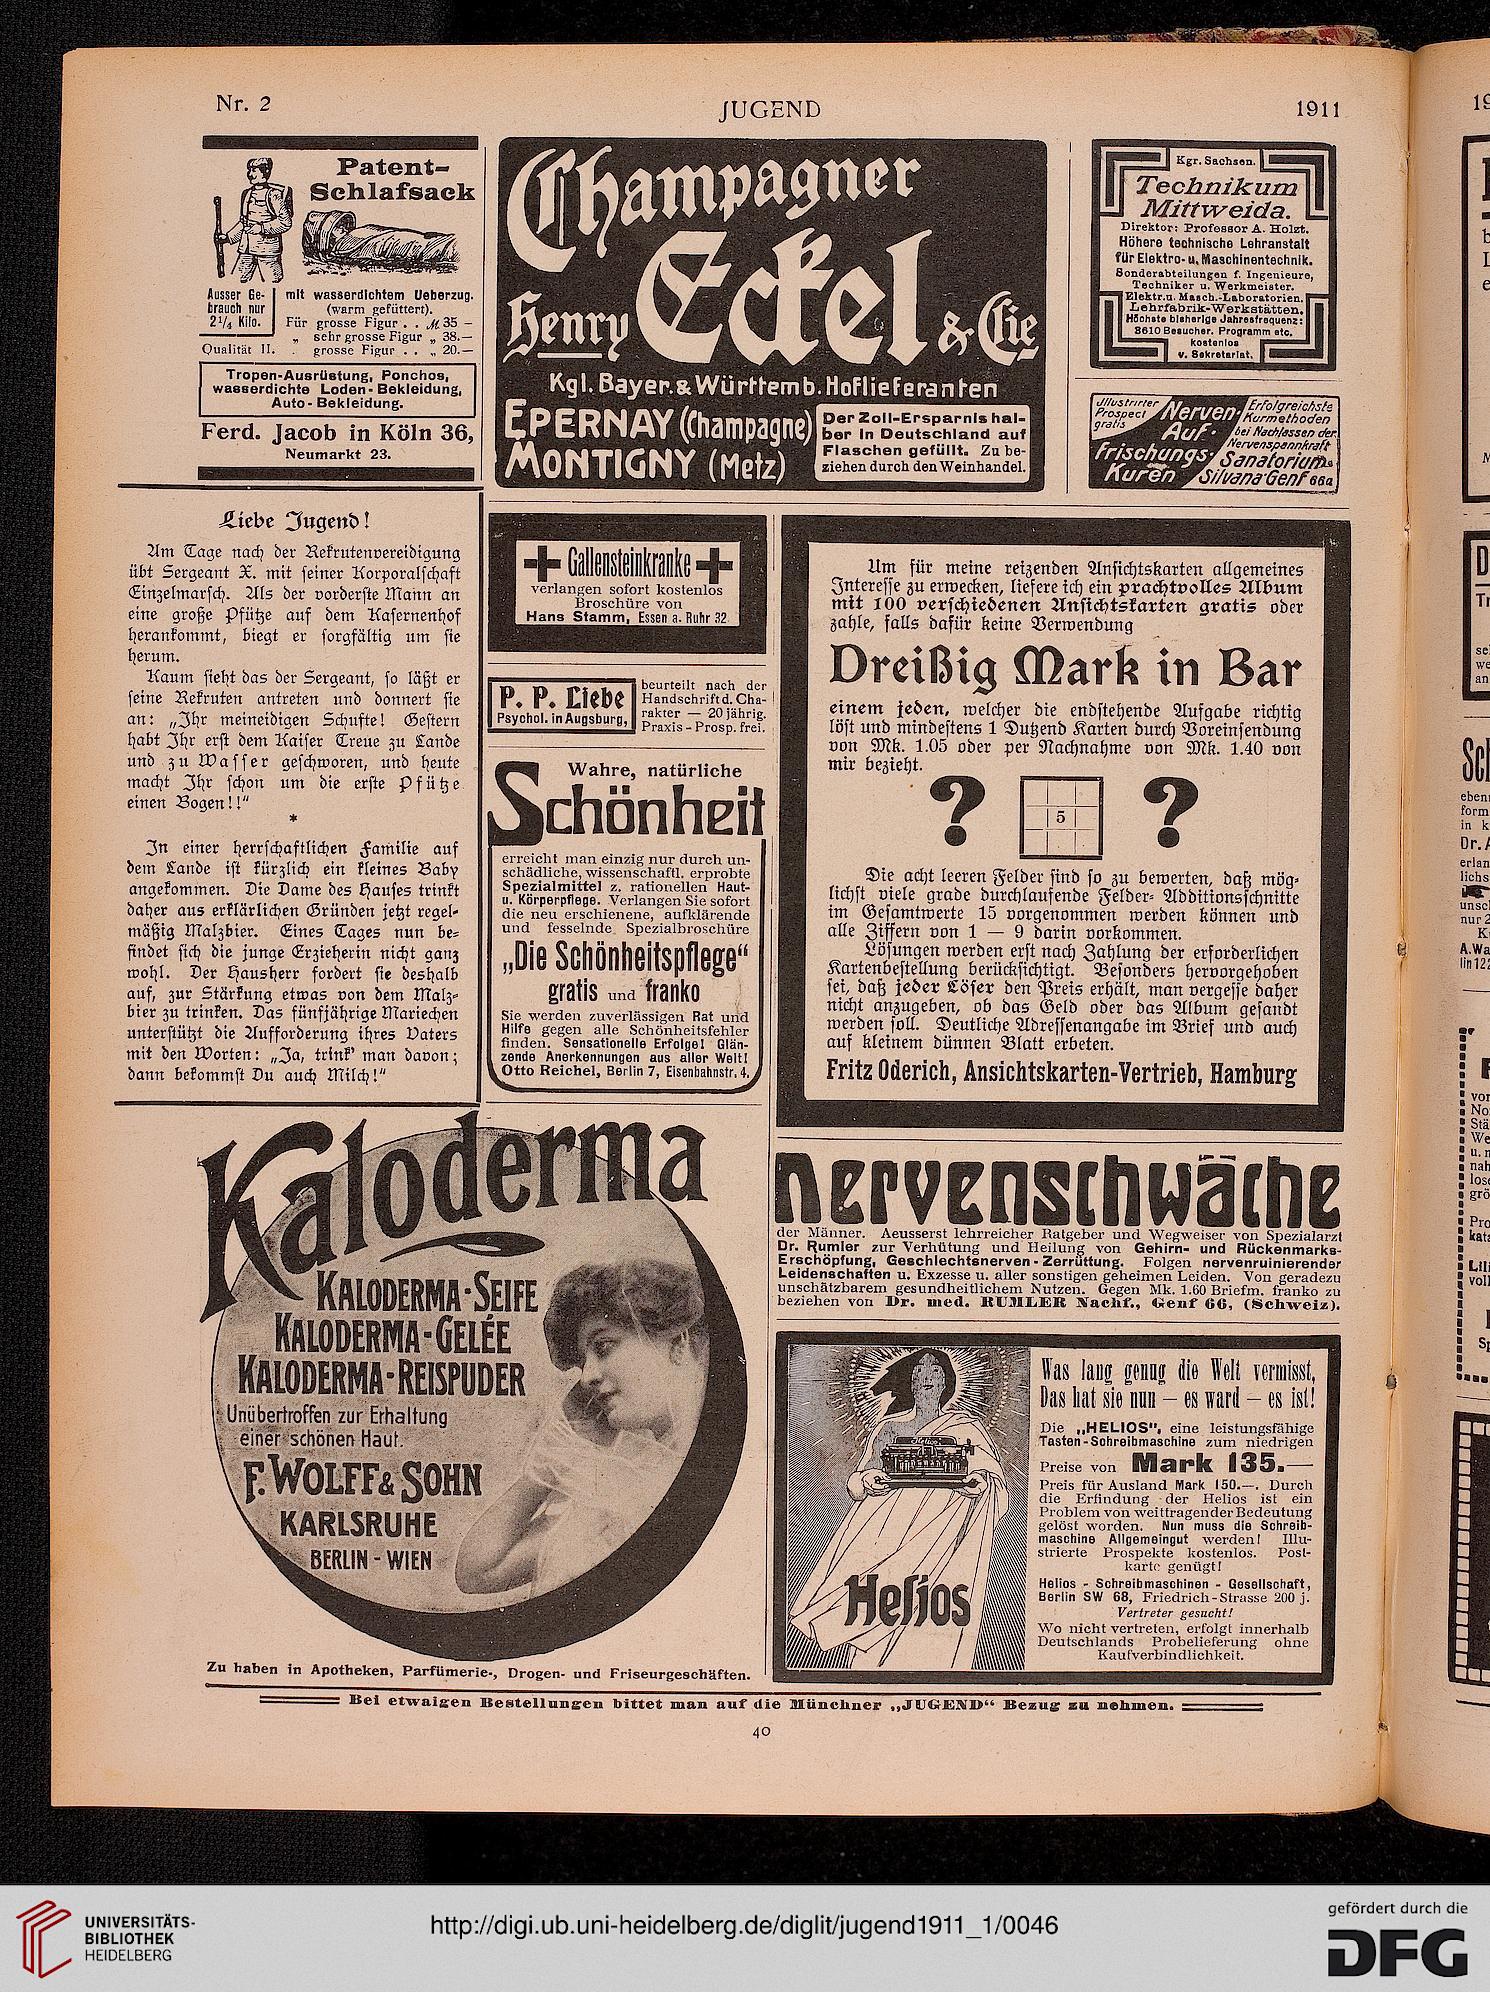 Nr. 2
JUGEND
1911
Patent-
Schlafsack
Ausser Ge-
brauch nur
2¼ Kilo.
mit wasserdichtem Ueberzug.
(warm gefüttert).
Für grosse Figur . . ℳ 35 –
„ sehr grosse Figur „ 38.—
Qualität II. . grosse Figur . . „ 20.—
Tropen-Ausrüstung, Ponchos,
wasserdichte Loden-Bekleidung,
Auto-Bekleidung.
Ferd. Jacob in Köln 36,
Neumarkt 23.
Champagner
Henry Eckel & Cie
Kgl. Bayer. & Württemb. Hoflieferanten
EPERNAY (Champagne)
MONTIGNY (Metz)
Der Zoll-Ersparnis hal-
ber in Deutschland auf
Flaschen gefüllt. Zu be-
ziehen durch den Weinhandel.
Kgr. Sachsen.
Technikum
Mittweida.
Direktor: Professor A. Holzt.
Höhere technische Lehranstalt
für Elektro- u. Maschinentechnik.
Sonderabteilungen f. Ingenieure,
Techniker u. Werkmeister.
Elektr. u. Masch.-Laboratorien.
Lehrfabrik-Werkstätten.
Höchste bisherige Jahresfrequenz:
3610 Besucher. Programm etc.
kostenlos
v. Sekretariat.
Jllustrirter
Prospect
gratis
Nerven-
Auf-
frischungs-
Kuren
Erfolgreichste
Kurmethoden
bei Nachlassen der
Nervenspannkraft
Sanatorium
Silvana Genf 66a
Liebe Jugend!
Am Tage nach der Rekrutenvereidigung
übt Sergeant X. mit seiner Korporalschaft
Einzelmarsch. Als der vorderste Mann an
eine große Pfütze auf dem Kasernenhof
herankommt, biegt er sorgfältig um sie
herum.
Kaum sieht das der Sergeant, so läßt er
seine Rekruten antreten und donnert sie
an: „Ihr meineidigen Schufte! Gestern
habt Ihr erst dem Kaiser Treue zu Lande
und zu Wasser geschworen, und heute
macht Ihr schon um die erste Pfütze
einen Bogen!!“
*
In einer herrschaftlichen Familie auf
dem Lande ist kürzlich ein kleines Baby
angekommen. Die Dame des Hauses trinkt
daher aus erklärlichen Gründen jetzt regel-
mäßig Malzbier. Eines Tages nun be-
findet sich die junge Erzieherin nicht ganz
wohl. Der Hausherr fordert sie deshalb
auf, zur Stärkung etwas von dem Malz-
bier zu trinken. Das fünfjährige Mariechen
unterstützt die Aufforderung ihres Vaters
mit den Worten: „Ja, trink’ man davon;
dann bekommst Du auch Milch!“
Gallensteinkranke
verlangen sofort kostenlos
Broschüre von
Hans Stamm, Essen a. Ruhr 32
P. P. Liebe
Psychol. in Augsburg,
beurteilt nach der
Handschrift d. Cha-
rakter — 20 jährig.
Praxis - Prosp. frei.
Wahre, natürliche
Schönheit
erreicht man einzig nur durch un-
schädliche, wissenschaftl. erprobte
Spezialmittel z. rationellen Haut-
u. Körperpflege. Verlangen Sie sofort
die neu erschienene, aufklärende
und fesselnde Spezialbroschüre
„Die Schönheitspflege“
gratis und franko
Sie werden zuverlässigen Rat und
Hilfe gegen alle Schönheitsfehler
finden. Sensationelle Erfolge! Glän-
zende Anerkennungen aus aller Welt!
Otto Reichel, Berlin 7, Eisenbahnstr. 4.
Um für meine reizenden Ansichtskarten allgemeines
Interesse zu erwecken, liefere ich ein prachtvolles Album
mit 100 verschiedenen Ansichtskarten gratis oder
zahle, falls dafür keine Verwendung
Dreißig Mark in Bar
einem jeden, welcher die endstehende Aufgabe richtig
löst und mindestens 1 Dutzend Karten durch Voreinsendung
von Mk. 1.05 oder per Nachnahme von Mk. 1.40 von
mir bezieht.
? 5 ?
Die acht leeren Felder sind so zu bewerten, daß mög-
lichst viele grade durchlaufende Felder- Additionsschnitte
im Gesamtwerte 15 vorgenommen werden können und
alle Ziffern von 1 — 9 darin vorkommen.
Lösungen werden erst nach Zahlung der erforderlichen
Kartenbestellung berücksichtigt. Besonders hervorgehoben
sei, daß jeder Löser den Preis erhält, man vergesse daher
nicht anzugeben, ob das Geld oder das Album gesandt
werden soll. Deutliche Adressenangabe im Brief und auch
auf kleinem dünnen Blatt erbeten.
Fritz Oderich, Ansichtskarten-Vertrieb, Hamburg
Kaloderma
KALODERMA-SEIFE
KALODERMA-GELÉE
KALODERMA-REISPUDER
Unübertroffen zur Erhaltung
einer schönen Haut.
F. WOLFF & SOHN
KARLSRUHE
BERLIN - WIEN
Zu haben in Apotheken, Parfümerie-, Drogen- und Friseurgeschäften.
Nervenschwäche
der Männer. Aeusserst lehrreicher Ratgeber und Wegweiser von Spezialarzt
Dr. Rumler zur Verhütung und Heilung von Gehirn- und Rückenmarks-
Erschöpfung, Geschlechtsnerven-Zerrüttung. Folgen nervenruinierender
Leidenschaften u. Exzesse u. aller sonstigen geheimen Leiden. Von geradezu
unschätzbarem gesundheitlichem Nutzen. Gegen Mk. 1.60 Briefm. franko zu
beziehen von Dr. med. RUMLER Nachf., Genf 66, (Schweiz).
Helios
Was lang genug die Welt vermisst,
Das hat sie nun — es ward — es ist!
Die „HELIOS“, eine leistungsfähige
Tasten-Schreibmaschine zum niedrigen
Preise von Mark 135.—
Preis für Ausland Mark 150.—. Durch
die Erfindung der Helios ist ein
Problem von weittragender Bedeutung
gelöst worden. Nun muss die Schreib-
maschine Allgemeingut werden! Illu-
strierte Prospekte kostenlos. Post-
karte genügt!
Helios - Schreibmaschinen - Gesellschaft,
Berlin SW 68, Friedrich-Strasse 200 j.
Vertreter gesucht!
Wo nicht vertreten, erfolgt innerhalb
Deutschlands Probelieferung ohne
Kaufverbindlichkeit.
Bei etwaigen Bestellungen bittet man auf die Münchner „JUGEND“ Bezug zu nehmen.
40
UNIVERSITÄTS-
BIBLIOTHEK
HEIDELBERG
http://digi.ub.uni-heidelberg.de/diglit/jugend1911_1/0046
gefördert durch die
DFG